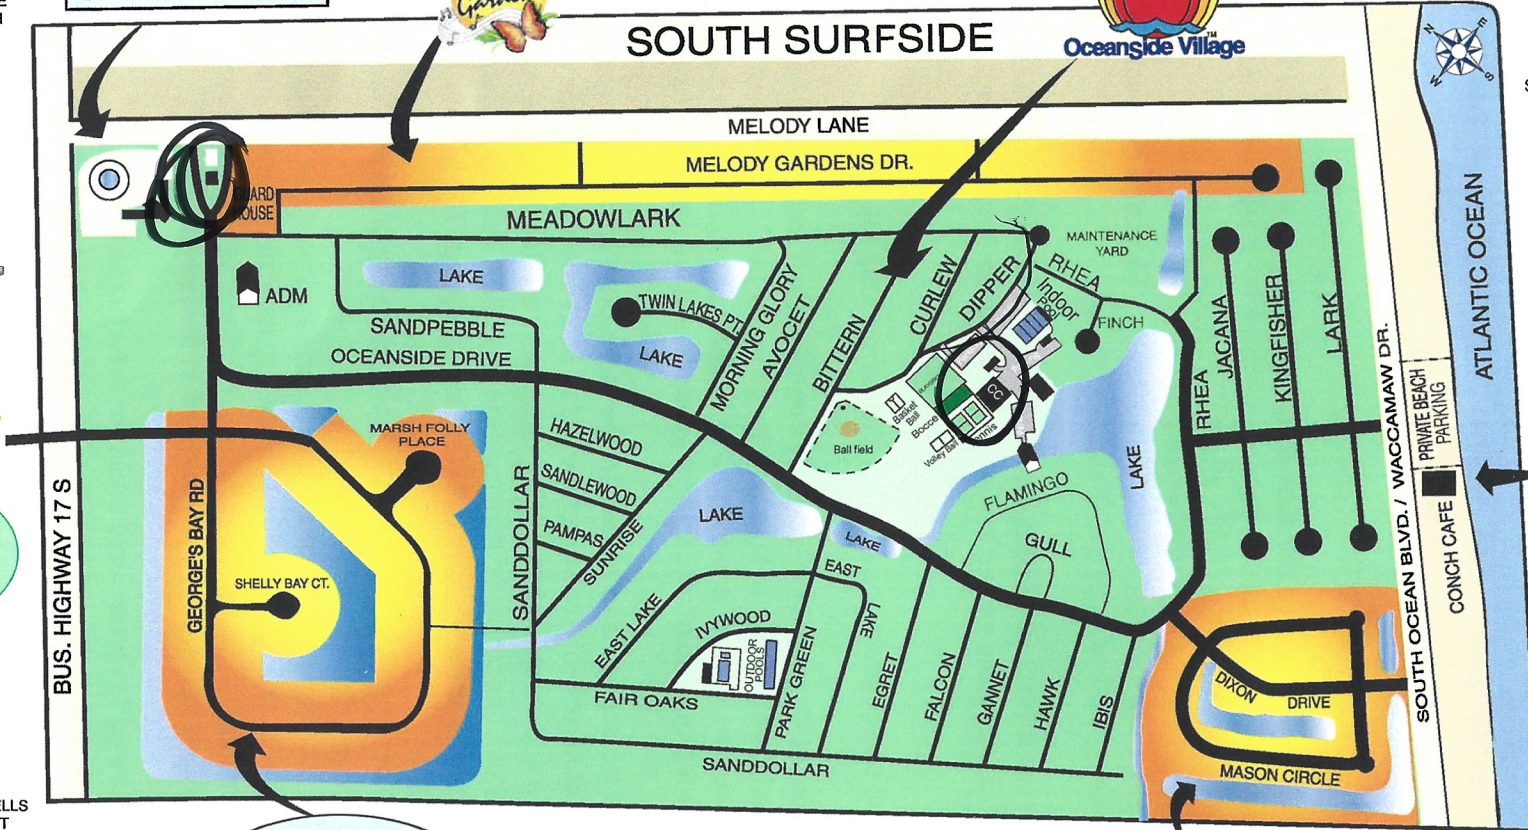 Garden
SOUTH SURFSIDE
Oceanside Village™
N
E
W
S
MELODY LANE
MELODY GARDENS DR.
GUARD
HOUSE
MEADOWLARK
MAINTENANCE
YARD
ADM
LAKE
TWIN LAKES PT.
LAKE
SANDPEBBLE
OCEANSIDE DRIVE
MORNING GLORY
AVOCET
BITTERN
CURLEW
DIPPER
RHEA
Indoor
Pool
FINCH
CC
Basket
Ball
Bocce
Volley Ball
Tennis
Ball field
RHEA
JACANA
KINGFISHER
LARK
ATLANTIC OCEAN
PRIVATE BEACH
PARKING
CONCH CAFE
SOUTH OCEAN BLVD. / WACCAMAW DR.
BUS. HIGHWAY 17 S
MARSH FOLLY
PLACE
GEORGE'S BAY RD
SHELLY BAY CT.
SANDDOLLAR
HAZELWOOD
SANDLEWOOD
PAMPAS
SUNRISE
LAKE
LAKE
LAKE
FLAMINGO
GULL
EAST
LAKE
EAST LAKE
IVYWOOD
OUTDOOR
POOLS
FAIR OAKS
PARK GREEN
EGRET
FALCON
GANNET
HAWK
IBIS
SANDDOLLAR
DIXON
DRIVE
MASON CIRCLE
ELLS
T